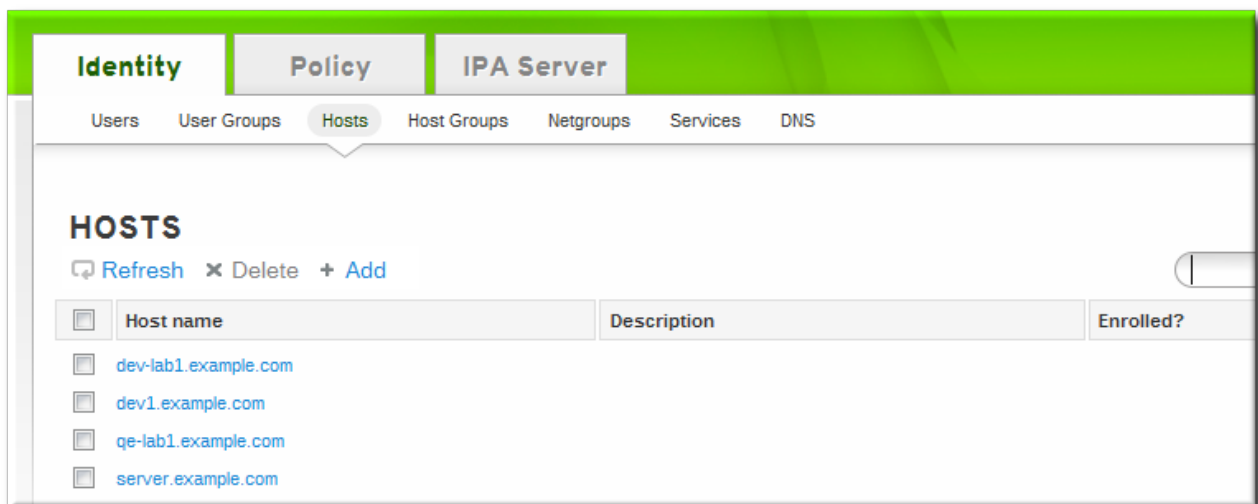 Identity Policy IPA Server
Users User Groups Hosts Host Groups Netgroups Services DNS
HOSTS
Refresh Delete Add
Host name Description Enrolled?
dev-lab1.example.com
dev1.example.com
qe-lab1.example.com
server.example.com